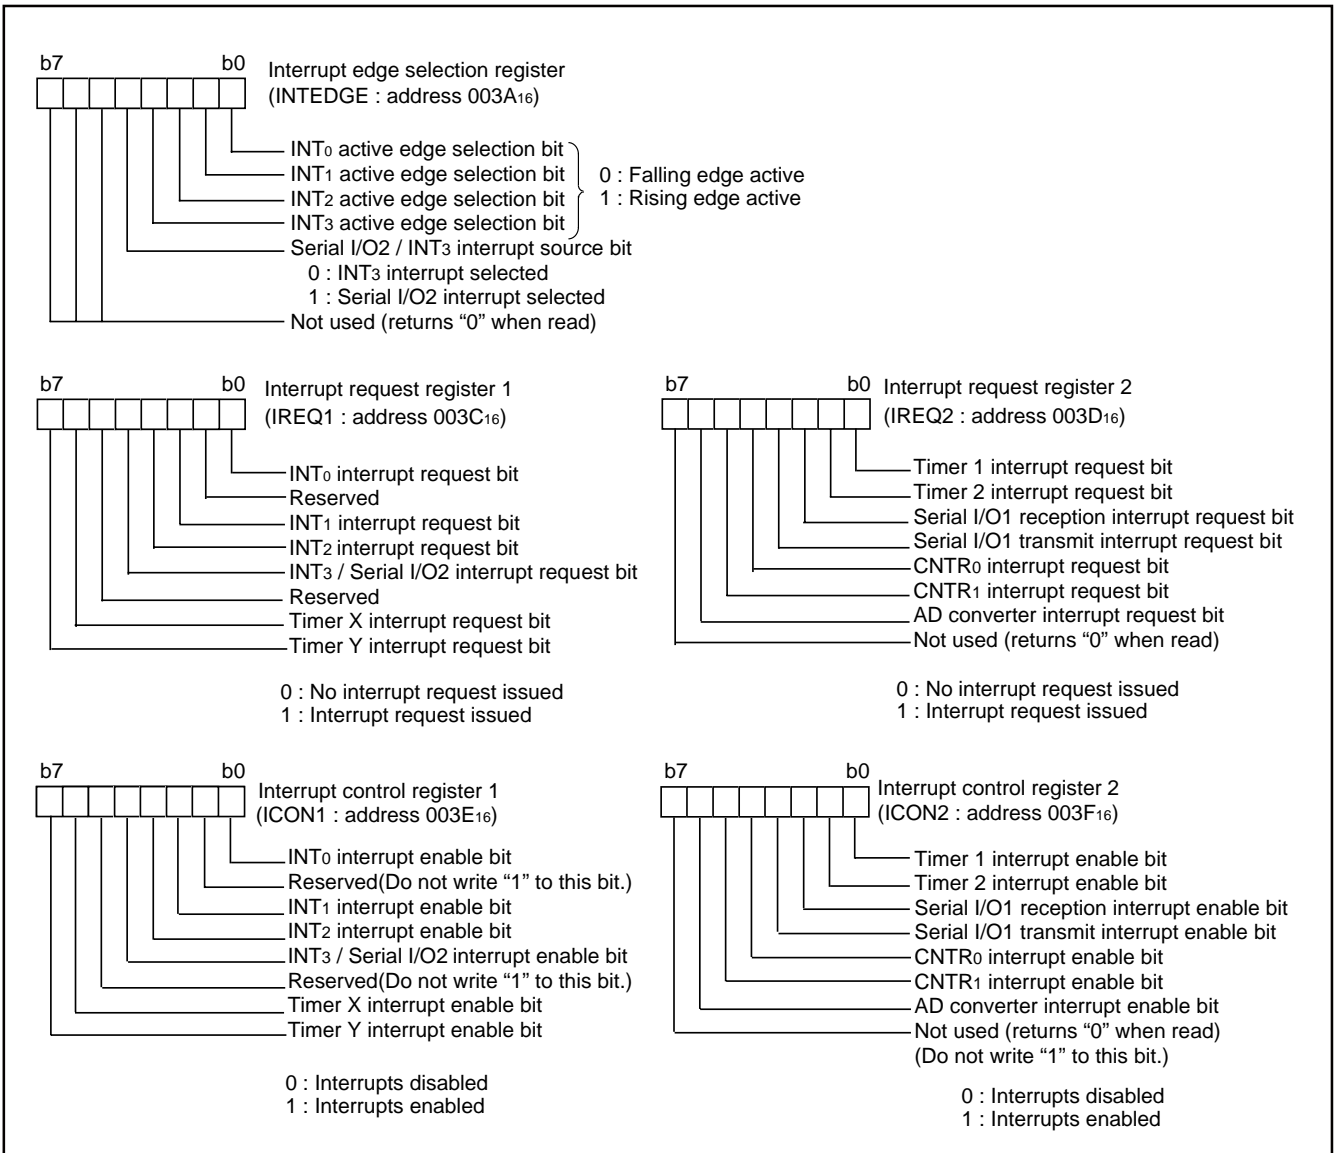 b7 b0
Interrupt edge selection register
(INTEDGE : address 003A16)
INT0 active edge selection bit
INT1 active edge selection bit
INT2 active edge selection bit
INT3 active edge selection bit
0 : Falling edge active
1 : Rising edge active
Serial I/O2 / INT3 interrupt source bit
0 : INT3 interrupt selected
1 : Serial I/O2 interrupt selected
Not used (returns “0” when read)
b7 b0
Interrupt request register 1
(IREQ1 : address 003C16)
INT0 interrupt request bit
Reserved
INT1 interrupt request bit
INT2 interrupt request bit
INT3 / Serial I/O2 interrupt request bit
Reserved
Timer X interrupt request bit
Timer Y interrupt request bit
0 : No interrupt request issued
1 : Interrupt request issued
b7 b0
Interrupt request register 2
(IREQ2 : address 003D16)
Timer 1 interrupt request bit
Timer 2 interrupt request bit
Serial I/O1 reception interrupt request bit
Serial I/O1 transmit interrupt request bit
CNTR0 interrupt request bit
CNTR1 interrupt request bit
AD converter interrupt request bit
Not used (returns “0” when read)
0 : No interrupt request issued
1 : Interrupt request issued
b7 b0
Interrupt control register 1
(ICON1 : address 003E16)
INT0 interrupt enable bit
Reserved(Do not write “1” to this bit.)
INT1 interrupt enable bit
INT2 interrupt enable bit
INT3 / Serial I/O2 interrupt enable bit
Reserved(Do not write “1” to this bit.)
Timer X interrupt enable bit
Timer Y interrupt enable bit
0 : Interrupts disabled
1 : Interrupts enabled
b7 b0
Interrupt control register 2
(ICON2 : address 003F16)
Timer 1 interrupt enable bit
Timer 2 interrupt enable bit
Serial I/O1 reception interrupt enable bit
Serial I/O1 transmit interrupt enable bit
CNTR0 interrupt enable bit
CNTR1 interrupt enable bit
AD converter interrupt enable bit
Not used (returns “0” when read)
(Do not write “1” to this bit.)
0 : Interrupts disabled
1 : Interrupts enabled